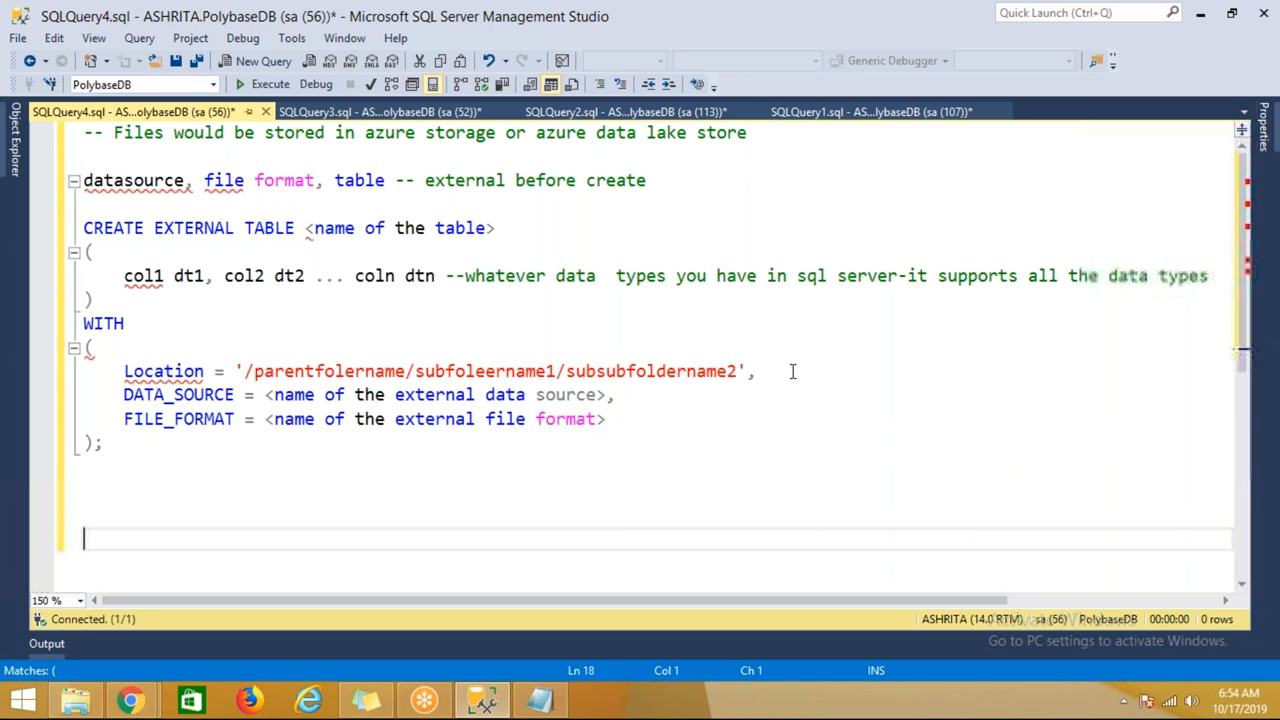 SQLQuery4.sql - ASHRITA.PolybaseDB (sa (56))* - Microsoft SQL Server Management Studio
Quick Launch (Ctrl+Q)
File Edit View Query Project Debug Tools Window Help
New Query
Generic Debugger
PolybaseDB
Execute Debug
SQLQuery4.sql - AS...olybaseDB (sa (56))*
SQLQuery3.sql - AS...olybaseDB (sa (52))*
SQLQuery2.sql - AS...lybaseDB (sa (113))*
SQLQuery1.sql - AS...lybaseDB (sa (107))*
Object Explorer
Properties
-- Files would be stored in azure storage or azure data lake store
datasource, file format, table -- external before create
CREATE EXTERNAL TABLE <name of the table>
(
col1 dt1, col2 dt2 ... coln dtn --whatever data  types you have in sql server-it supports all the data types
)
WITH
(
Location = '/parentfolername/subfoleername1/subsubfoldername2',
DATA_SOURCE = <name of the external data source>,
FILE_FORMAT = <name of the external file format>
);
150 %
Connected. (1/1)
ASHRITA (14.0 RTM) sa (56) PolybaseDB 00:00:00 0 rows
Activate Windows
Go to PC settings to activate Windows.
Output
Matches: (
Ln 18 Col 1 Ch 1 INS
6:54 AM
10/17/2019